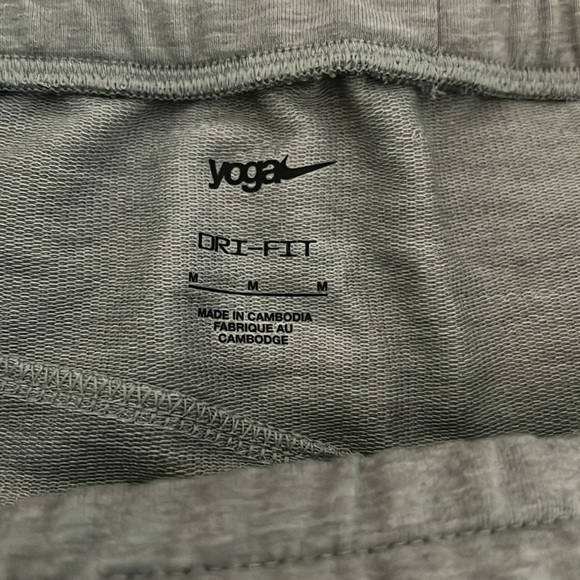 yoga
DRI-FIT
M M M
MADE IN CAMBODIA
FABRIQUE AU
CAMBODGE